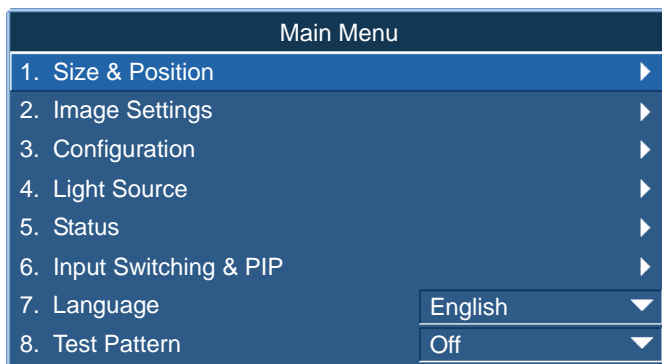 Main Menu
1. Size & Position
2. Image Settings
3. Configuration
4. Light Source
5. Status
6. Input Switching & PIP
7. Language English
8. Test Pattern Off